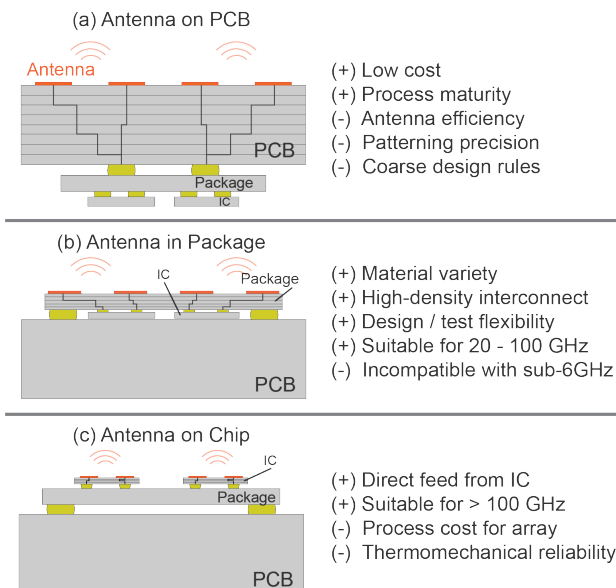 (a) Antenna on PCB
Antenna
PCB
Package
IC
(+) Low cost
(+) Process maturity
(-) Antenna efficiency
(-) Patterning precision
(-) Coarse design rules
(b) Antenna in Package
IC
Package
PCB
(+) Material variety
(+) High-density interconnect
(+) Design / test flexibility
(+) Suitable for 20 - 100 GHz
(-) Incompatible with sub-6GHz
(c) Antenna on Chip
IC
Package
PCB
(+) Direct feed from IC
(+) Suitable for > 100 GHz
(-) Process cost for array
(-) Thermomechanical reliability